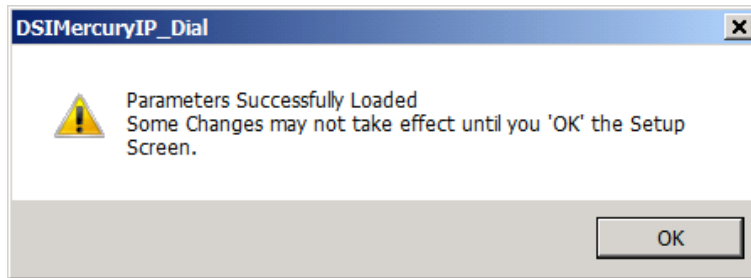 DSIMercuryIP_Dial
Parameters Successfully Loaded
Some Changes may not take effect until you 'OK' the Setup
Screen.
OK